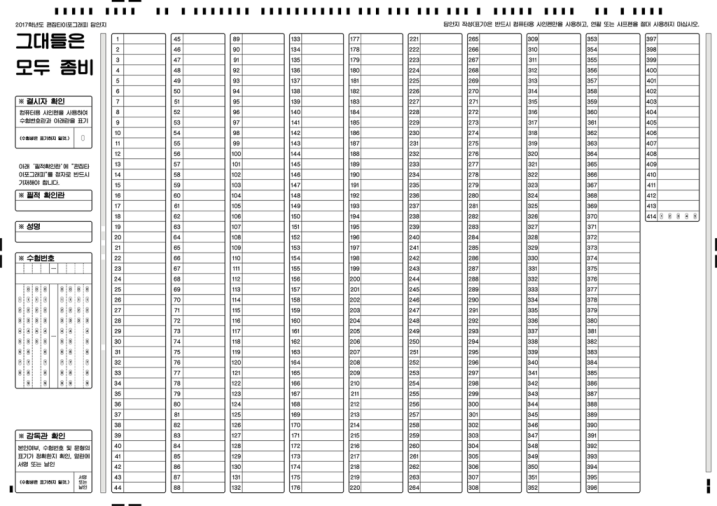 2017학년도 편집타이포그래피 답안지
답안지 작성(표기)은 반드시 컴퓨터용 사인펜만을 사용하고, 연필 또는 샤프펜을 절대 사용하지 마십시오.
그대들은
모두 좀비
※ 결시자 확인
컴퓨터용 사인펜을 사용하여
수험번호란과 아래란을 표기
(수험생은 표기하지 말것.)
아래 "필적확인란"에 "편집타
이포그래피"를 정자로 반드시
기재해야 합니다.
※ 필적 확인란
※ 성명
※ 수험번호
※ 감독관 확인
본인여부, 수험번호 및 문형의
표기가 정확한지 확인, 옆란에
서명 또는 날인
(수험생은 표기하지 말것.)
서명
또는
날인
1 45 89 133 177 221 265 309 353 397
2 46 90 134 178 222 266 310 354 398
3 47 91 135 179 223 267 311 355 399
4 48 92 136 180 224 268 312 356 400
5 49 93 137 181 225 269 313 357 401
6 50 94 138 182 226 270 314 358 402
7 51 95 139 183 227 271 315 359 403
8 52 96 140 184 228 272 316 360 404
9 53 97 141 185 229 273 317 361 405
10 54 98 142 186 230 274 318 362 406
11 55 99 143 187 231 275 319 363 407
12 56 100 144 188 232 276 320 364 408
13 57 101 145 189 233 277 321 365 409
14 58 102 146 190 234 278 322 366 410
15 59 103 147 191 235 279 323 367 411
16 60 104 148 192 236 280 324 368 412
17 61 105 149 193 237 281 325 369 413
18 62 106 150 194 238 282 326 370 414
19 63 107 151 195 239 283 327 371
20 64 108 152 196 240 284 328 372
21 65 109 153 197 241 285 329 373
22 66 110 154 198 242 286 330 374
23 67 111 155 199 243 287 331 375
24 68 112 156 200 244 288 332 376
25 69 113 157 201 245 289 333 377
26 70 114 158 202 246 290 334 378
27 71 115 159 203 247 291 335 379
28 72 116 160 204 248 292 336 380
29 73 117 161 205 249 293 337 381
30 74 118 162 206 250 294 338 382
31 75 119 163 207 251 295 339 383
32 76 120 164 208 252 296 340 384
33 77 121 165 209 253 297 341 385
34 78 122 166 210 254 298 342 386
35 79 123 167 211 255 299 343 387
36 80 124 168 212 256 300 344 388
37 81 125 169 213 257 301 345 389
38 82 126 170 214 258 302 346 390
39 83 127 171 215 259 303 347 391
40 84 128 172 216 260 304 348 392
41 85 129 173 217 261 305 349 393
42 86 130 174 218 262 306 350 394
43 87 131 175 219 263 307 351 395
44 88 132 176 220 264 308 352 396